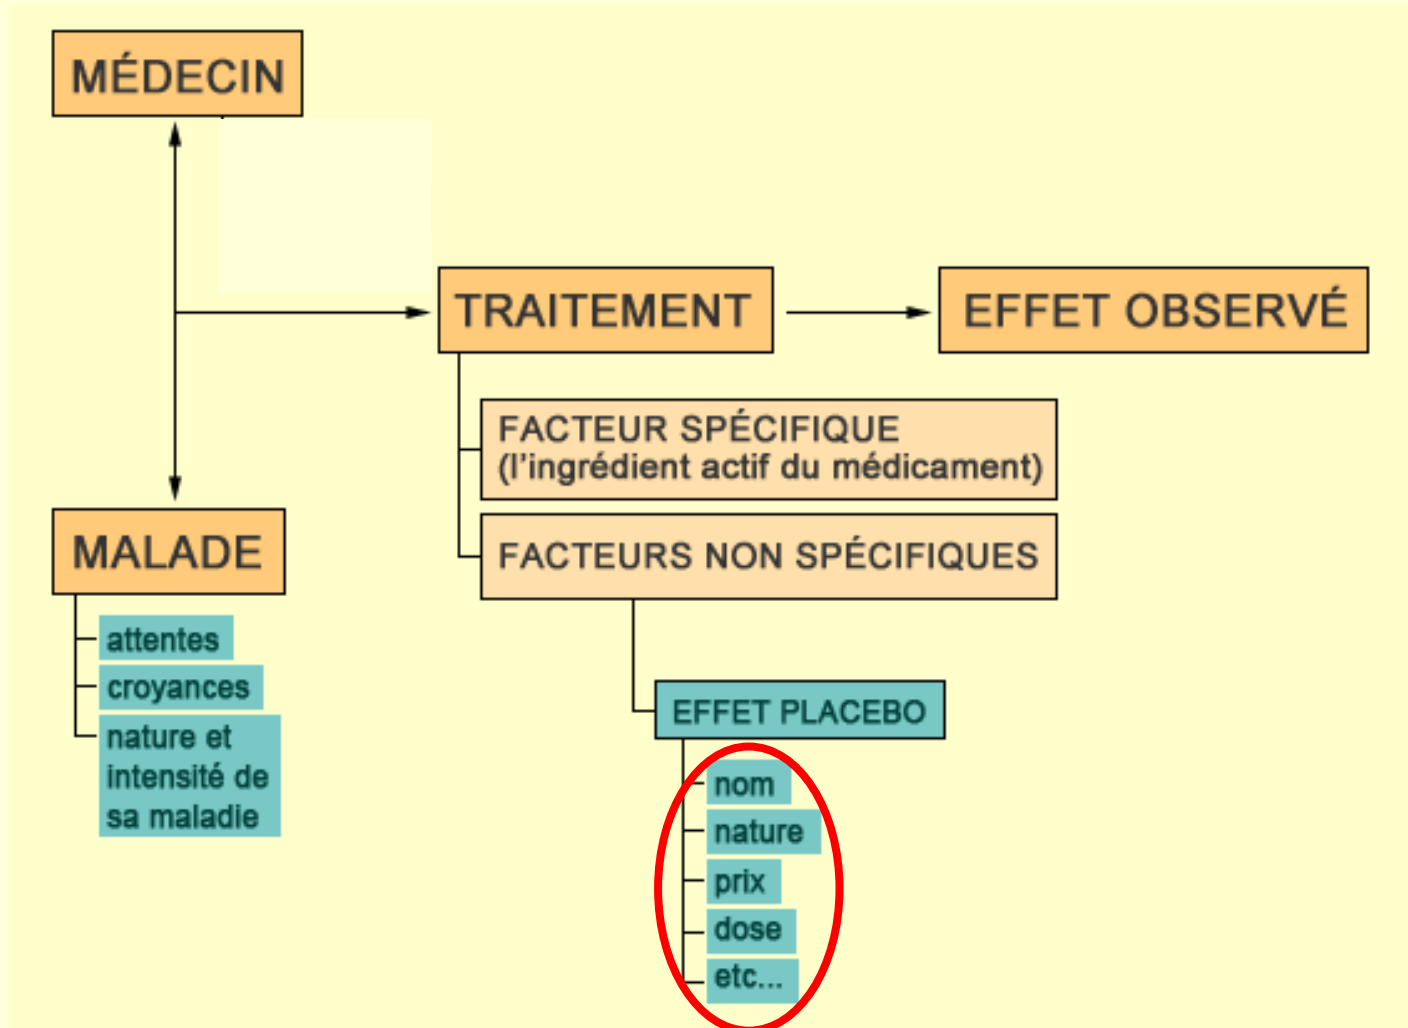 MÉDECIN
TRAITEMENT
EFFET OBSERVÉ
FACTEUR SPÉCIFIQUE
(l'ingrédient actif du médicament)
FACTEURS NON SPÉCIFIQUES
MALADE
attentes
croyances
nature et
intensité de
sa maladie
EFFET PLACEBO
nom
nature
prix
dose
etc...